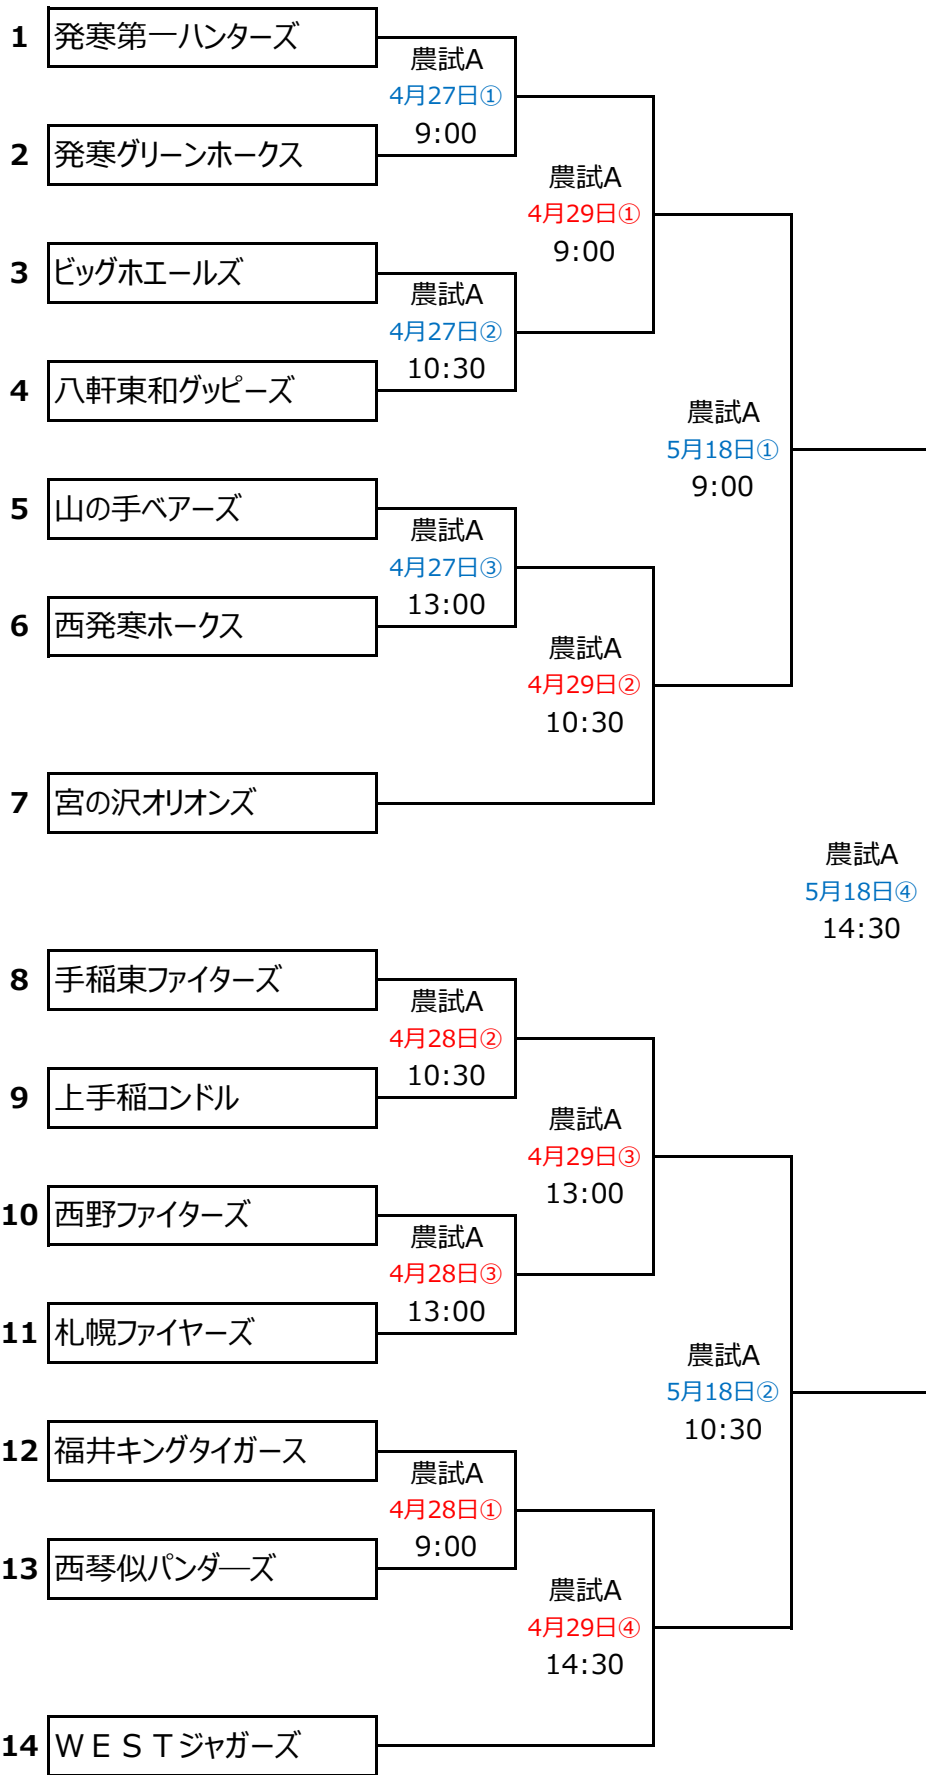 1 発寒第一ハンターズ
農試A
4月27日①
9:00
2 発寒グリーンホークス
農試A
4月29日①
9:00
3 ビッグホエールズ
農試A
4月27日②
10:30
4 八軒東和グッピーズ
農試A
5月18日①
9:00
5 山の手ベアーズ
農試A
4月27日③
13:00
6 西発寒ホークス
農試A
4月29日②
10:30
7 宮の沢オリオンズ
農試A
5月18日④
14:30
8 手稲東ファイターズ
農試A
4月28日②
10:30
9 上手稲コンドル
農試A
4月29日③
13:00
10 西野ファイターズ
農試A
4月28日③
13:00
11 札幌ファイヤーズ
農試A
5月18日②
10:30
12 福井キングタイガース
農試A
4月28日①
9:00
13 西琴似パンダ―ズ
農試A
4月29日④
14:30
14 ＷＥＳＴジャガーズ